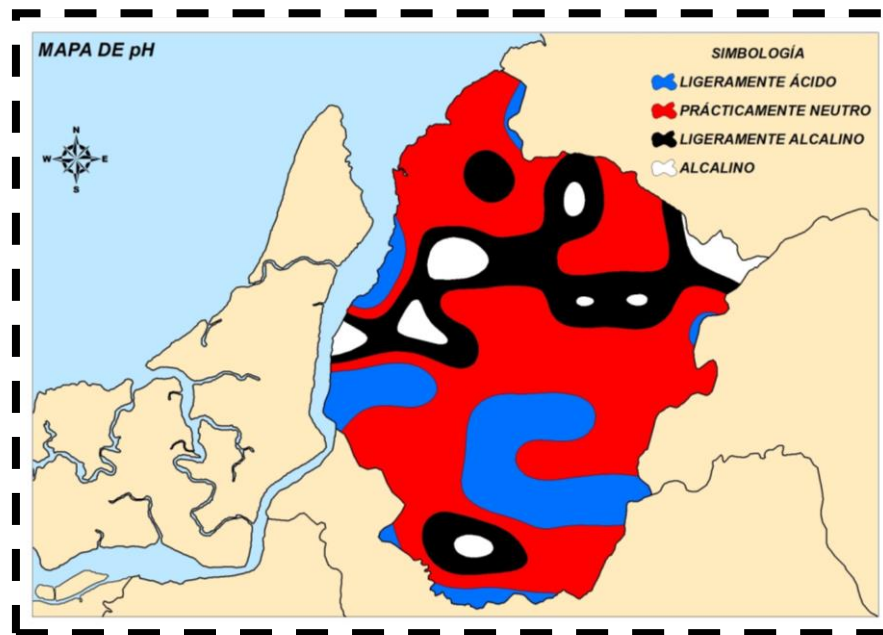 MAPA DE pH
SIMBOLOGÍA
LIGERAMENTE ÁCIDO
PRÁCTICAMENTE NEUTRO
LIGERAMENTE ALCALINO
ALCALINO
N
W E
S